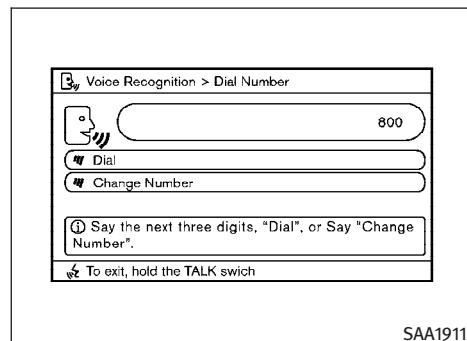 Voice Recognition > Dial Number
800
Dial
Change Number
Say the next three digits, “Dial”, or Say “Change
Number”.
To exit, hold the TALK swich
SAA1911